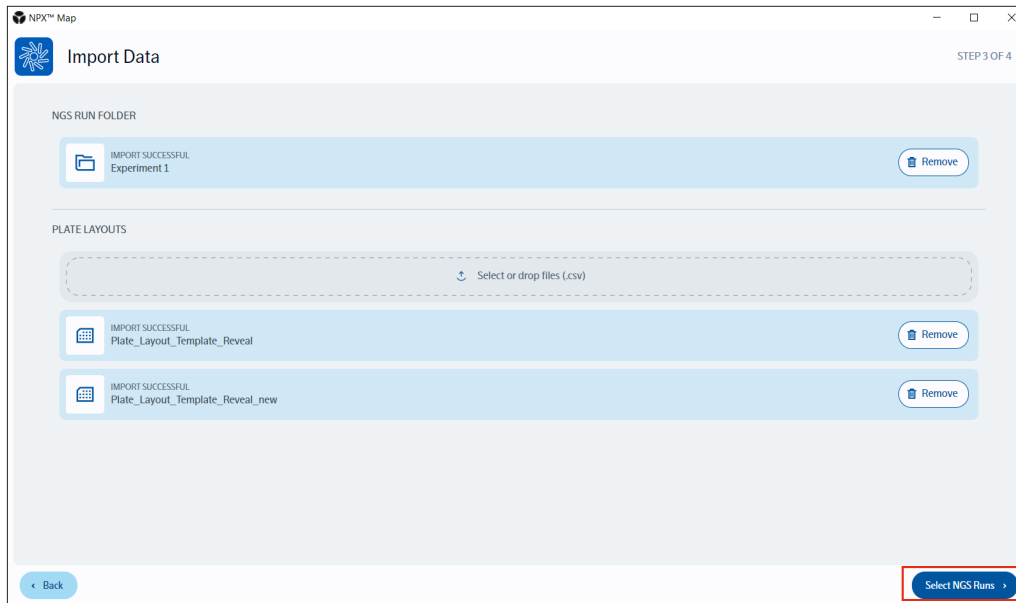 NPX™ Map
Import Data
STEP 3 OF 4
NGS RUN FOLDER
IMPORT SUCCESSFUL
Experiment 1
Remove
PLATE LAYOUTS
Select or drop files (.csv)
IMPORT SUCCESSFUL
Plate_Layout_Template_Reveal
Remove
IMPORT SUCCESSFUL
Plate_Layout_Template_Reveal_new
Remove
Back
Select NGS Runs